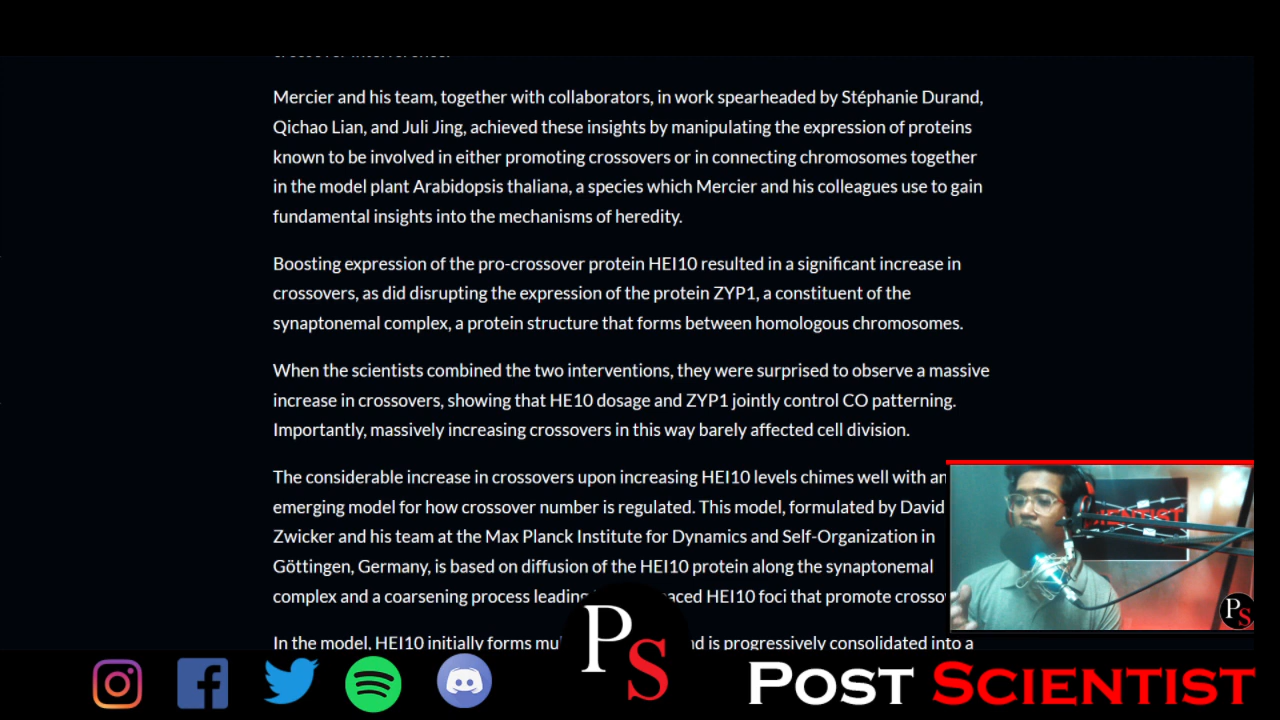 Mercier and his team, together with collaborators, in work spearheaded by Stéphanie Durand,
Qichao Lian, and Juli Jing, achieved these insights by manipulating the expression of proteins
known to be involved in either promoting crossovers or in connecting chromosomes together
in the model plant Arabidopsis thaliana, a species which Mercier and his colleagues use to gain
fundamental insights into the mechanisms of heredity.
Boosting expression of the pro-crossover protein HEI10 resulted in a significant increase in
crossovers, as did disrupting the expression of the protein ZYP1, a constituent of the
synaptonemal complex, a protein structure that forms between homologous chromosomes.
When the scientists combined the two interventions, they were surprised to observe a massive
increase in crossovers, showing that HE10 dosage and ZYP1 jointly control CO patterning.
Importantly, massively increasing crossovers in this way barely affected cell division.
The considerable increase in crossovers upon increasing HEI10 levels chimes well with an
emerging model for how crossover number is regulated. This model, formulated by David
Zwicker and his team at the Max Planck Institute for Dynamics and Self-Organization in
Göttingen, Germany, is based on diffusion of the HEI10 protein along the synaptonemal
complex and a coarsening process leading HEI10 foci that promote
In the model, HEI10 initially forms is progressively consolidated into a
PS
PS
POST SCIENTIST